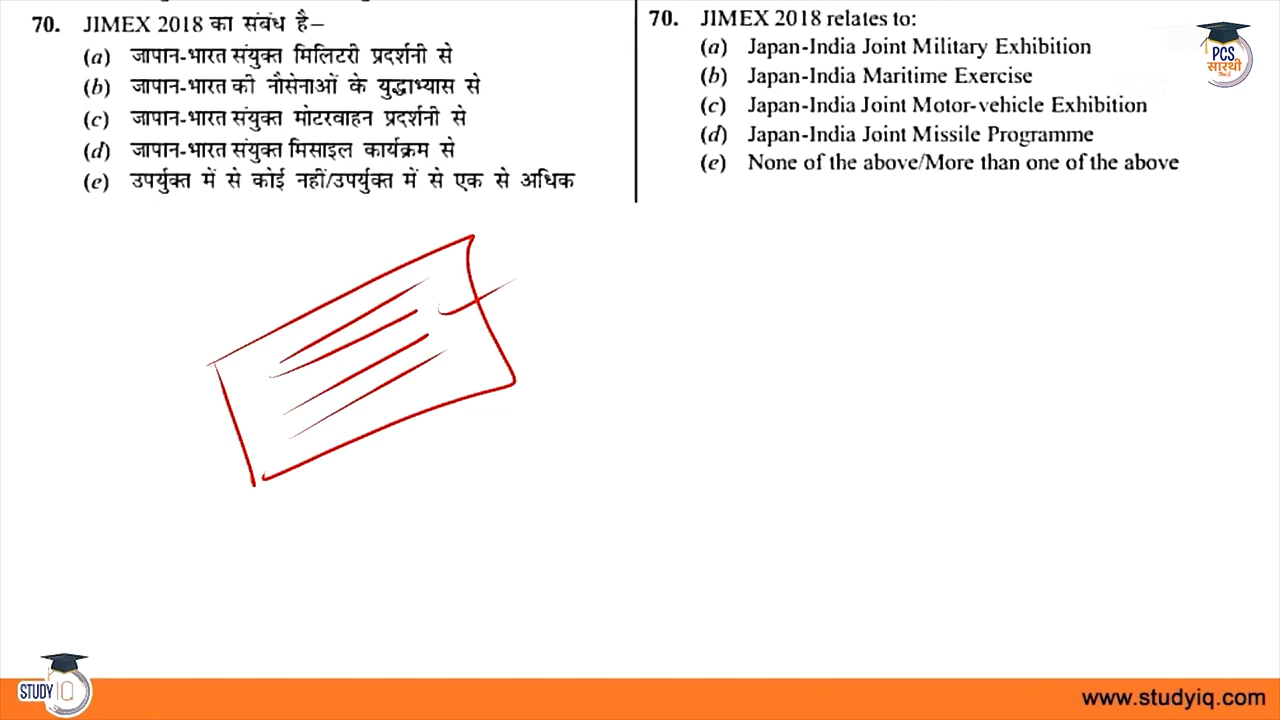 70. JIMEX 2018 का संबंध है–
(a) जापान-भारत संयुक्त मिलिटरी प्रदर्शनी से
(b) जापान-भारत की नौसेनाओं के युद्धाभ्यास से
(c) जापान-भारत संयुक्त मोटरवाहन प्रदर्शनी से
(d) जापान-भारत संयुक्त मिसाइल कार्यक्रम से
(e) उपर्युक्त में से कोई नहीं/उपर्युक्त में से एक से अधिक
70. JIMEX 2018 relates to:
(a) Japan-India Joint Military Exhibition
(b) Japan-India Maritime Exercise
(c) Japan-India Joint Motor-vehicle Exhibition
(d) Japan-India Joint Missile Programme
(e) None of the above/More than one of the above
PCS
सारथी
STUDY IQ
www.studyiq.com